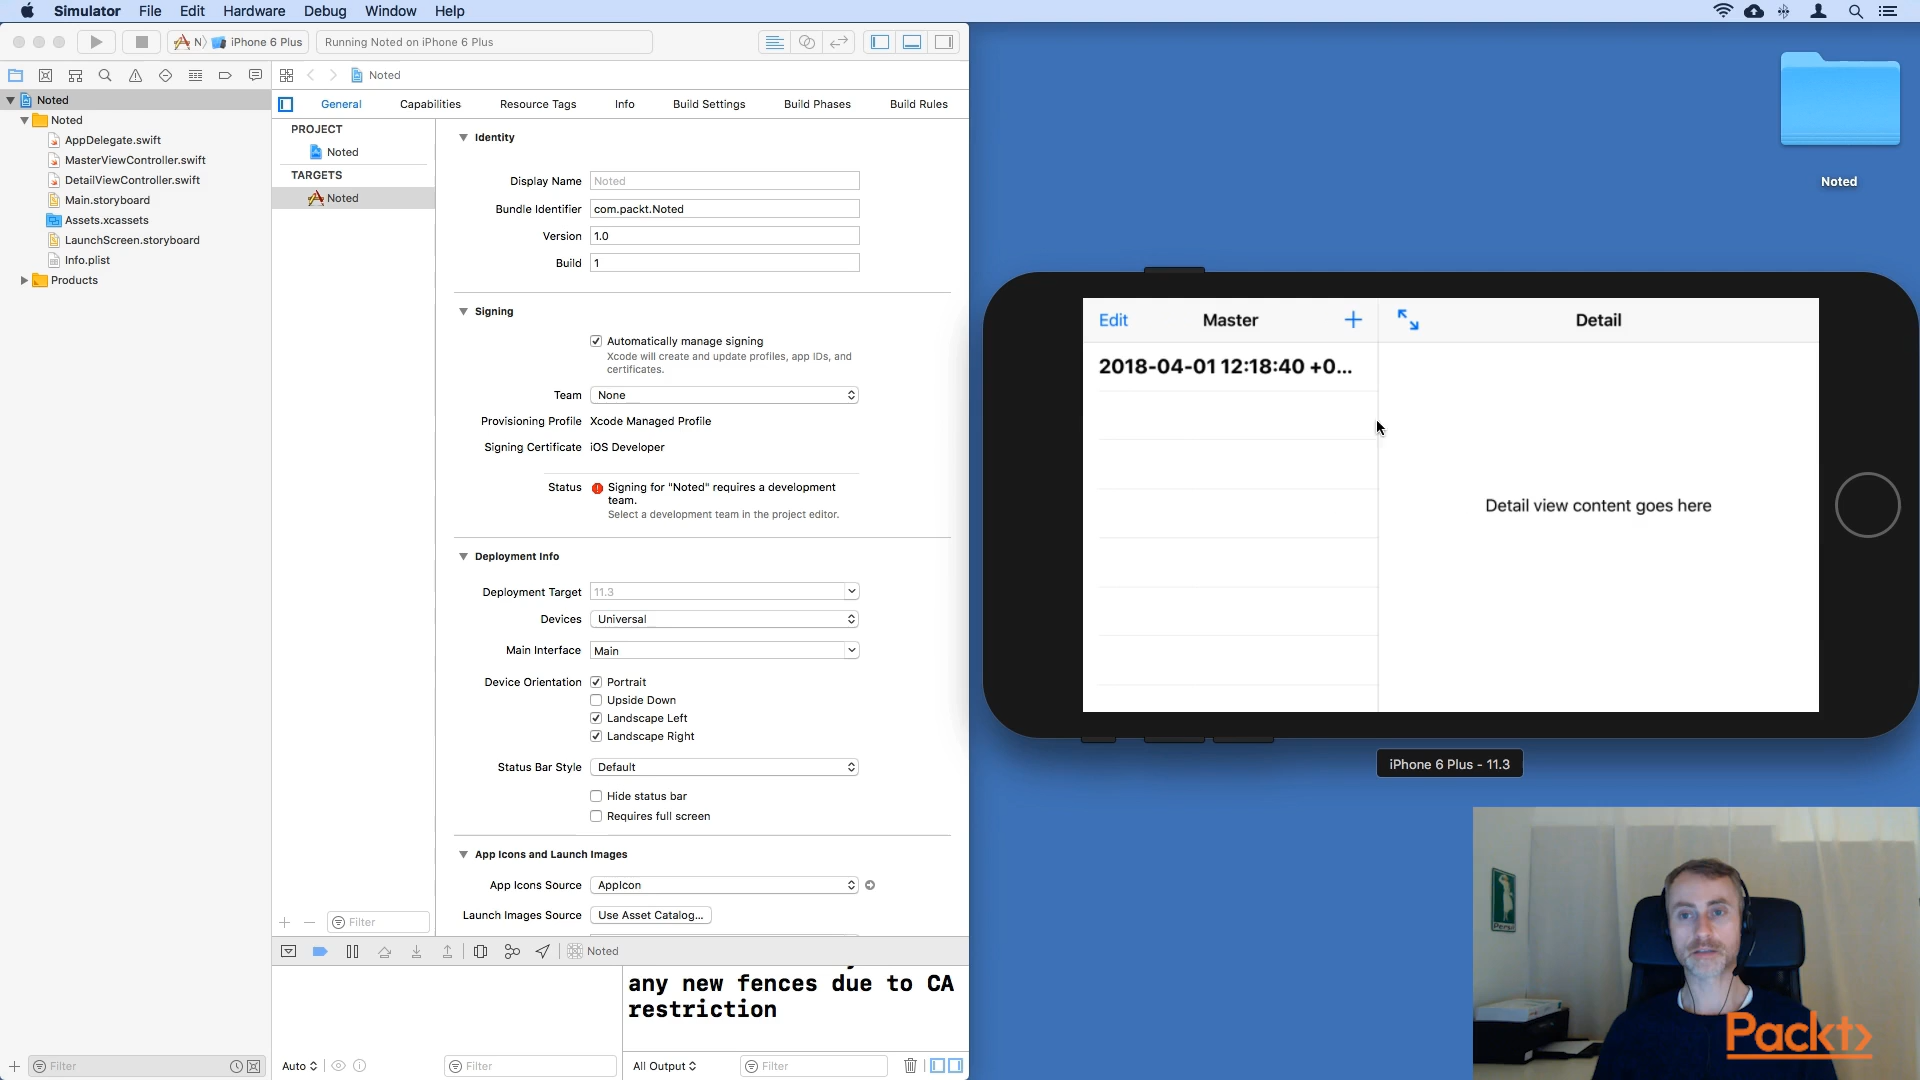 Simulator File Edit Hardware Debug Window Help
N iPhone 6 Plus
Running Noted on iPhone 6 Plus
Noted
Noted
Noted
AppDelegate.swift
MasterViewController.swift
DetailViewController.swift
Main.storyboard
Assets.xcassets
LaunchScreen.storyboard
Info.plist
Products
Filter
General Capabilities Resource Tags Info Build Settings Build Phases Build Rules
PROJECT
Noted
TARGETS
Noted
Filter
Identity
Display Name Noted
Bundle Identifier com.packt.Noted
Version 1.0
Build 1
Signing
Automatically manage signing
Xcode will create and update profiles, app IDs, and
certificates.
Team None
Provisioning Profile Xcode Managed Profile
Signing Certificate iOS Developer
Status Signing for "Noted" requires a development
team.
Select a development team in the project editor.
Deployment Info
Deployment Target 11.3
Devices Universal
Main Interface Main
Device Orientation Portrait
Upside Down
Landscape Left
Landscape Right
Status Bar Style Default
Hide status bar
Requires full screen
App Icons and Launch Images
App Icons Source AppIcon
Launch Images Source Use Asset Catalog...
Noted
any new fences due to CA
restriction
Auto
Filter
All Output
Filter
Noted
Edit Master + Detail
2018-04-01 12:18:40 +0...
Detail view content goes here
iPhone 6 Plus - 11.3
Packt>